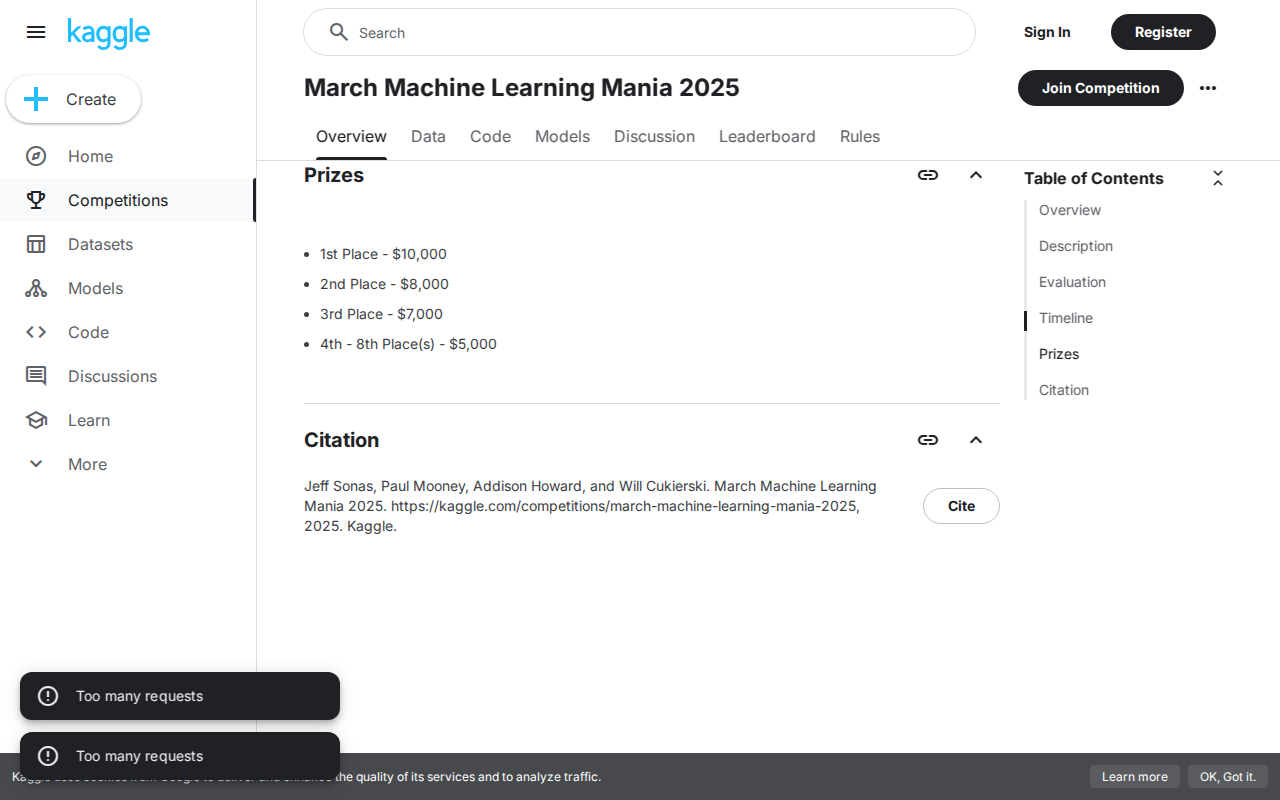 kaggle
Search
Sign In
Register
Create
Home
Competitions
Datasets
Models
Code
Discussions
Learn
More
March Machine Learning Mania 2025
Join Competition
Overview
Data
Code
Models
Discussion
Leaderboard
Rules
Prizes
1st Place - $10,000
2nd Place - $8,000
3rd Place - $7,000
4th - 8th Place(s) - $5,000
Citation
Jeff Sonas, Paul Mooney, Addison Howard, and Will Cukierski. March Machine Learning
Mania 2025. https://kaggle.com/competitions/march-machine-learning-mania-2025,
2025. Kaggle.
Cite
Table of Contents
Overview
Description
Evaluation
Timeline
Prizes
Citation
Too many requests
Too many requests
the quality of its services and to analyze traffic.
Learn more
OK, Got it.